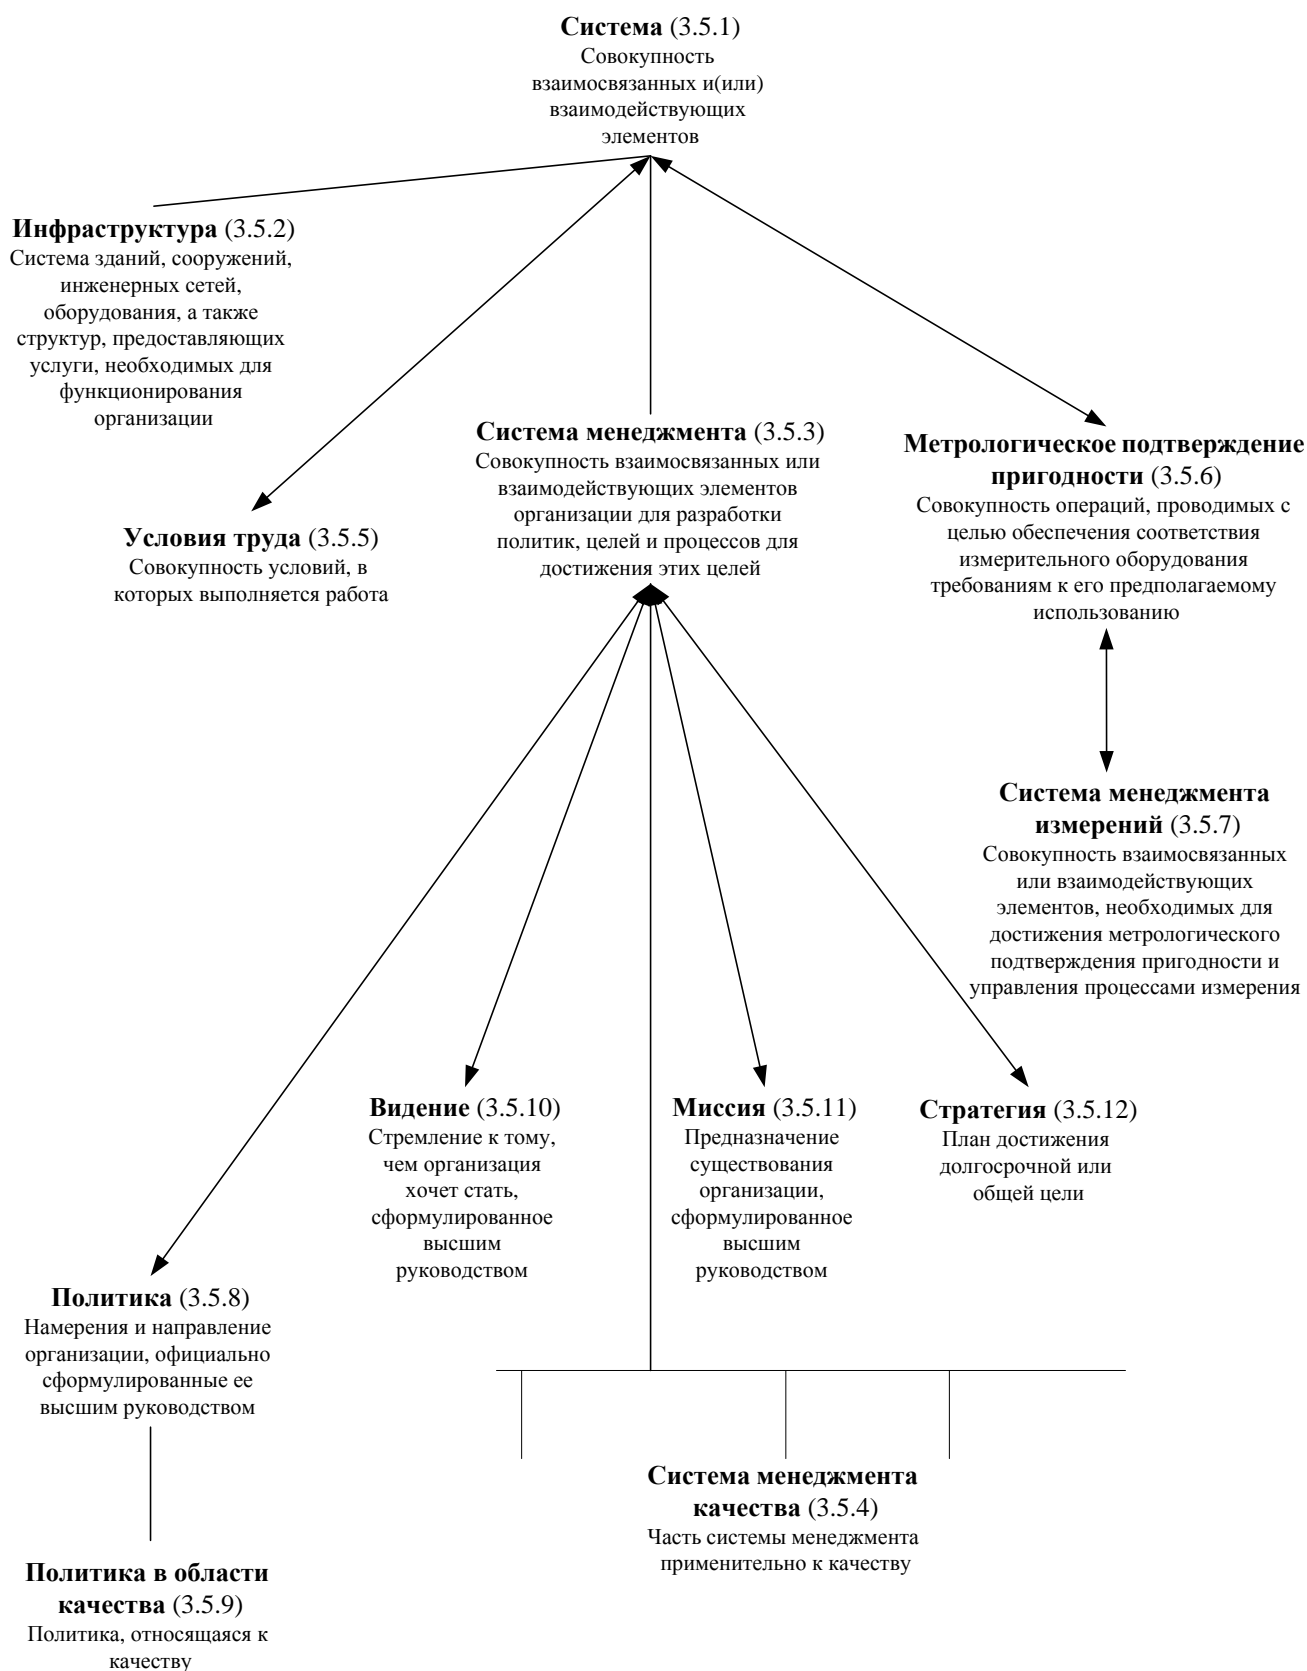 Система (3.5.1)
Совокупность
взаимосвязанных и(или)
взаимодействующих
элементов
Инфраструктура (3.5.2)
Система зданий, сооружений,
инженерных сетей,
оборудования, а также
структур, предоставляющих
услуги, необходимых для
функционирования
организации
Система менеджмента (3.5.3)
Совокупность взаимосвязанных или
взаимодействующих элементов
организации для разработки
политик, целей и процессов для
достижения этих целей
Метрологическое подтверждение
пригодности (3.5.6)
Совокупность операций, проводимых с
целью обеспечения соответствия
измерительного оборудования
требованиям к его предполагаемому
использованию
Условия труда (3.5.5)
Совокупность условий, в
которых выполняется работа
Система менеджмента
измерений (3.5.7)
Совокупность взаимосвязанных
или взаимодействующих
элементов, необходимых для
достижения метрологического
подтверждения пригодности и
управления процессами измерения
Видение (3.5.10)
Стремление к тому,
чем организация
хочет стать,
сформулированное
высшим
руководством
Миссия (3.5.11)
Предназначение
существования
организации,
сформулированное
высшим
руководством
Стратегия (3.5.12)
План достижения
долгосрочной или
общей цели
Политика (3.5.8)
Намерения и направление
организации, официально
сформулированные ее
высшим руководством
Система менеджмента
качества (3.5.4)
Часть системы менеджмента
применительно к качеству
Политика в области
качества (3.5.9)
Политика, относящаяся к
качеству